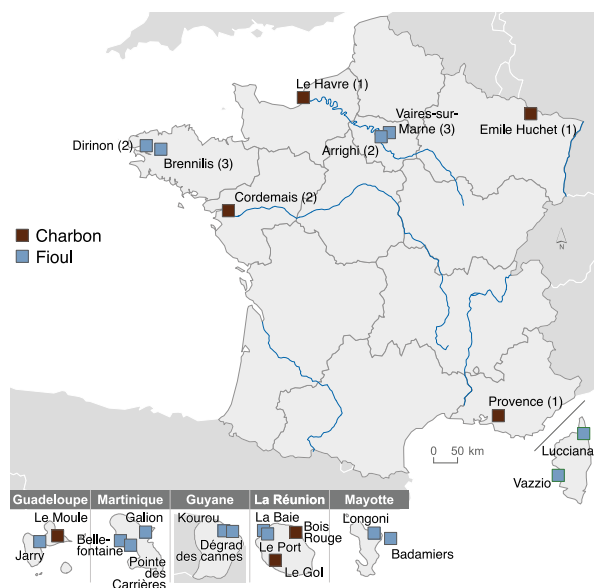 Le Havre (1)
Vaires-sur-
Marne (3)
Emile Huchet (1)
Arrighi (2)
Dirinon (2)
Brennilis (3)
Cordemais (2)
Charbon
Fioul
N
Provence (1)
0 50 km
Lucciana
Vazzio
Guadeloupe
Martinique
Guyane
La Réunion
Mayotte
Le Moule
Jarry
Galion
Belle-
fontaine
Pointe
des
Carrières
Kourou
Dégrad
des cannes
La Baie
Bois
Rouge
Le Port
Le Gol
Longoni
Badamiers